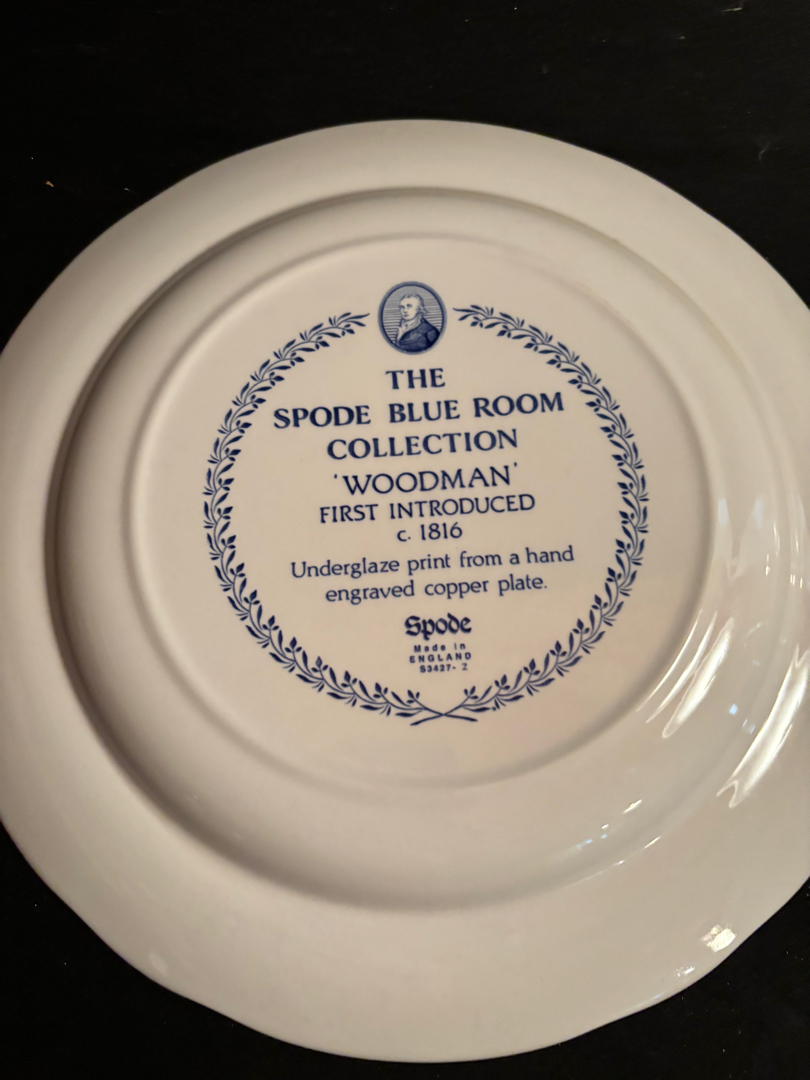 THE
SPODE BLUE ROOM
COLLECTION
'WOODMAN'
FIRST INTRODUCED
c. 1816
Underglaze print from a hand
engraved copper plate.
Spode
Made in
ENGLAND
S3427- Z